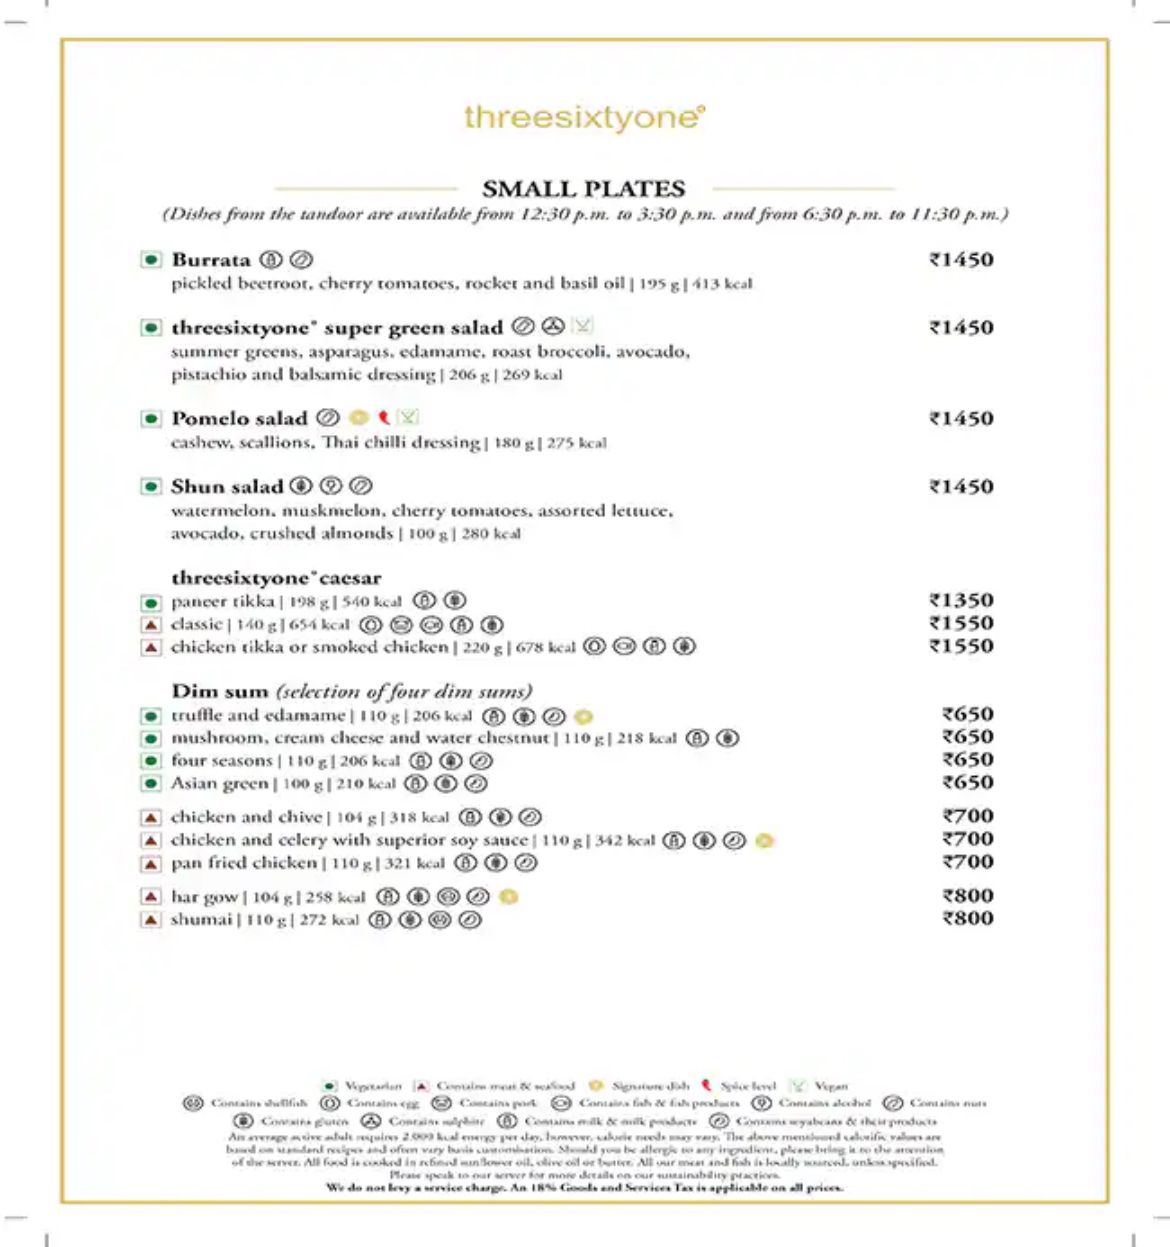 threesixtyone°
SMALL PLATES
(Dishes from the tandoor are available from 12:30 p.m. to 3:30 p.m. and from 6:30 p.m. to 11:30 p.m.)
Burrata ₹1450
pickled beetroot, cherry tomatoes, rocket and basil oil | 195 g | 413 kcal
threesixtyone° super green salad ₹1450
summer greens, asparagus, edamame, roast broccoli, avocado,
pistachio and balsamic dressing | 206 g | 269 kcal
Pomelo salad ₹1450
cashew, scallions, Thai chilli dressing | 180 g | 275 kcal
Shun salad ₹1450
watermelon, muskmelon, cherry tomatoes, assorted lettuce,
avocado, crushed almonds | 100 g | 280 kcal
threesixtyone° caesar
paneer tikka | 198 g | 540 kcal ₹1350
classic | 140 g | 654 kcal ₹1550
chicken tikka or smoked chicken | 220 g | 678 kcal ₹1550
Dim sum (selection of four dim sums)
truffle and edamame | 110 g | 206 kcal ₹650
mushroom, cream cheese and water chestnut | 110 g | 218 kcal ₹650
four seasons | 110 g | 206 kcal ₹650
Asian green | 100 g | 210 kcal ₹650
chicken and chive | 104 g | 318 kcal ₹700
chicken and celery with superior soy sauce | 110 g | 342 kcal ₹700
pan fried chicken | 110 g | 321 kcal ₹700
har gow | 104 g | 258 kcal ₹800
shumai | 110 g | 272 kcal ₹800
Vegetarian Contains meat & seafood Signature dish Spice level Vegan
Contains shellfish Contains egg Contains pork Contains fish & fish products Contains alcohol Contains nuts
Contains gluten Contains sulphite Contains milk & milk products Contains soyabeans & their products
An average active adult requires 2,000 kcal energy per day, however, calorie needs may vary. The above mentioned calorific values are
based on standard recipes and often vary basis customisation. Should you be allergic to any ingredient, please bring it to the attention
of the server. All food is cooked in refined sunflower oil, olive oil or butter. All our meat and fish is locally sourced, unless specified.
Please speak to our server for more details on our sustainability practices.
We do not levy a service charge. An 18% Goods and Services Tax is applicable on all prices.